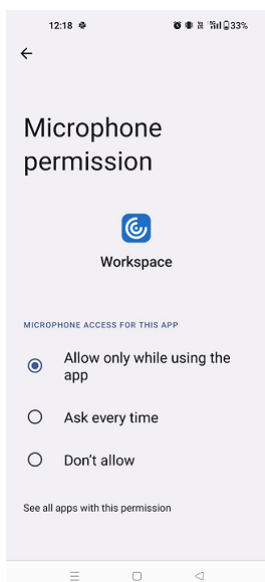 12:18 33%
Microphone
permission
Workspace
MICROPHONE ACCESS FOR THIS APP
Allow only while using the
app
Ask every time
Don't allow
See all apps with this permission